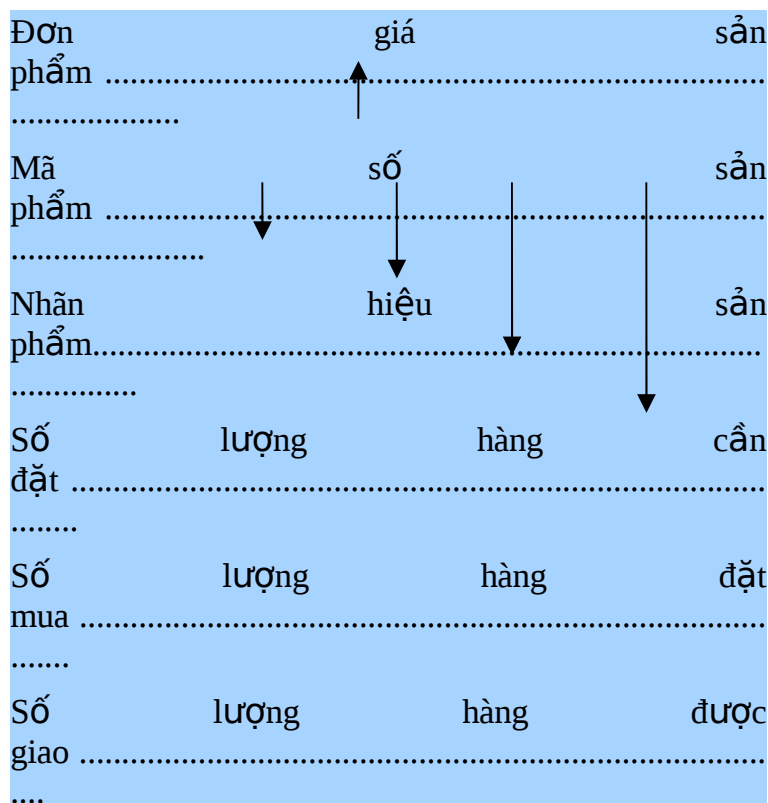 Đơn giá sản
phẩm ..............................................................................
....................
Mã số sản
phẩm ..............................................................................
.......................
Nhãn hiệu sản
phẩm...............................................................................
...............
Số lượng hàng cần
đặt ..................................................................................
........
Số lượng hàng đặt
mua .................................................................................
.......
Số lượng hàng được
giao .................................................................................
....